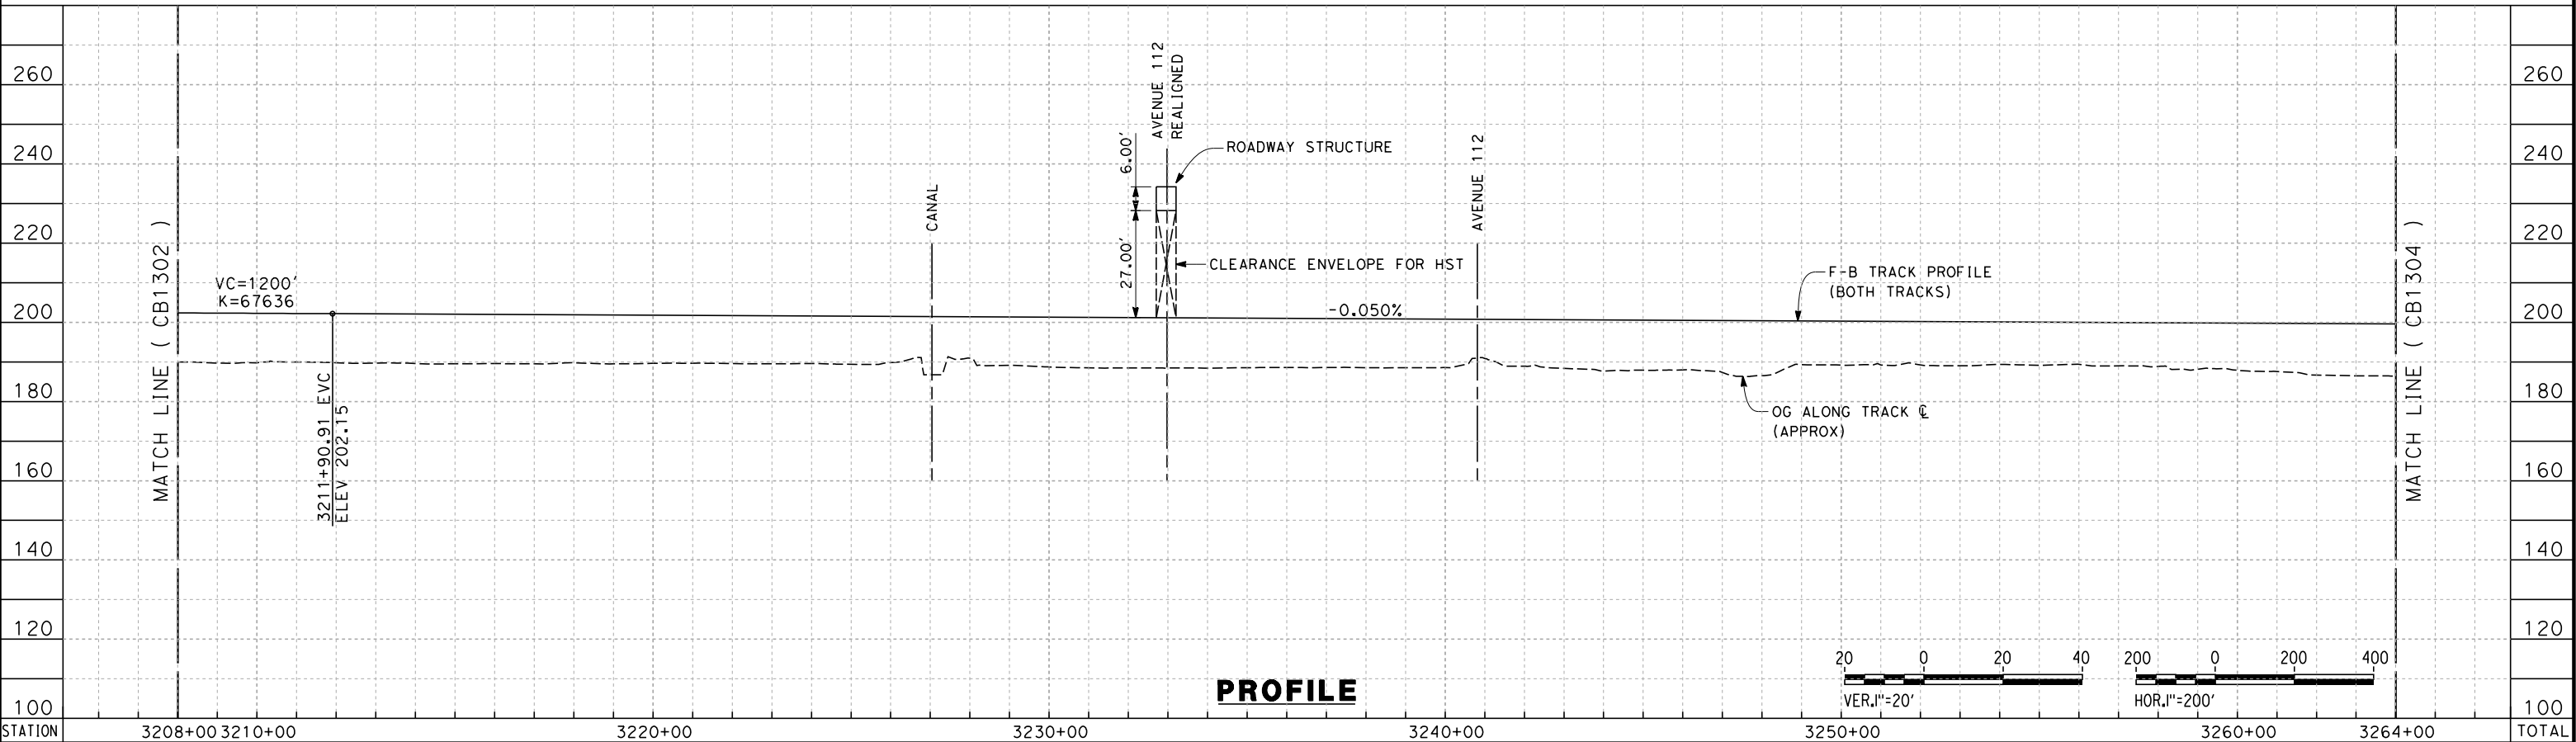 260
240
220
200
180
160
140
120
100
STATION
MATCH LINE ( CB1302 )
VC=1200'
K=67636
3211+90.91 EVC
ELEV 202.15
CANAL
AVENUE 112
REALIGNED
6.00'
27.00'
ROADWAY STRUCTURE
CLEARANCE ENVELOPE FOR HST
-0.050%
AVENUE 112
F-B TRACK PROFILE
(BOTH TRACKS)
OG ALONG TRACK ℄
(APPROX)
MATCH LINE ( CB1304 )
260
240
220
200
180
160
140
120
100
TOTAL
PROFILE
20 0 20 40
VER.1"=20'
200 0 200 400
HOR.1"=200'
3208+00 3210+00 3220+00 3230+00 3240+00 3250+00 3260+00 3264+00